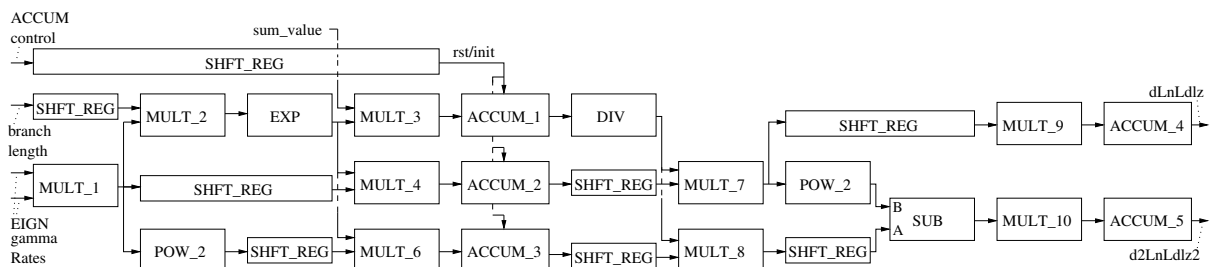 ACCUM
control
sum_value
rst/init
SHFT_REG
dLnLdlz
SHFT_REG
MULT_2
EXP
MULT_3
ACCUM_1
DIV
SHFT_REG
MULT_9
ACCUM_4
branch
length
MULT_1
SHFT_REG
MULT_4
ACCUM_2
SHFT_REG
MULT_7
POW_2
B
A
SUB
MULT_10
ACCUM_5
EIGN
gamma
Rates
POW_2
SHFT_REG
MULT_6
ACCUM_3
SHFT_REG
MULT_8
SHFT_REG
d2LnLdlz2